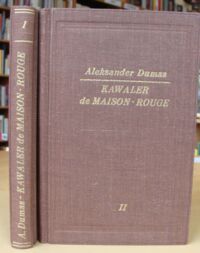 I
A. Dumas - KAWALER de MAISON - ROUGE
Aleksander Dumas
KAWALER
de MAISON - ROUGE
II